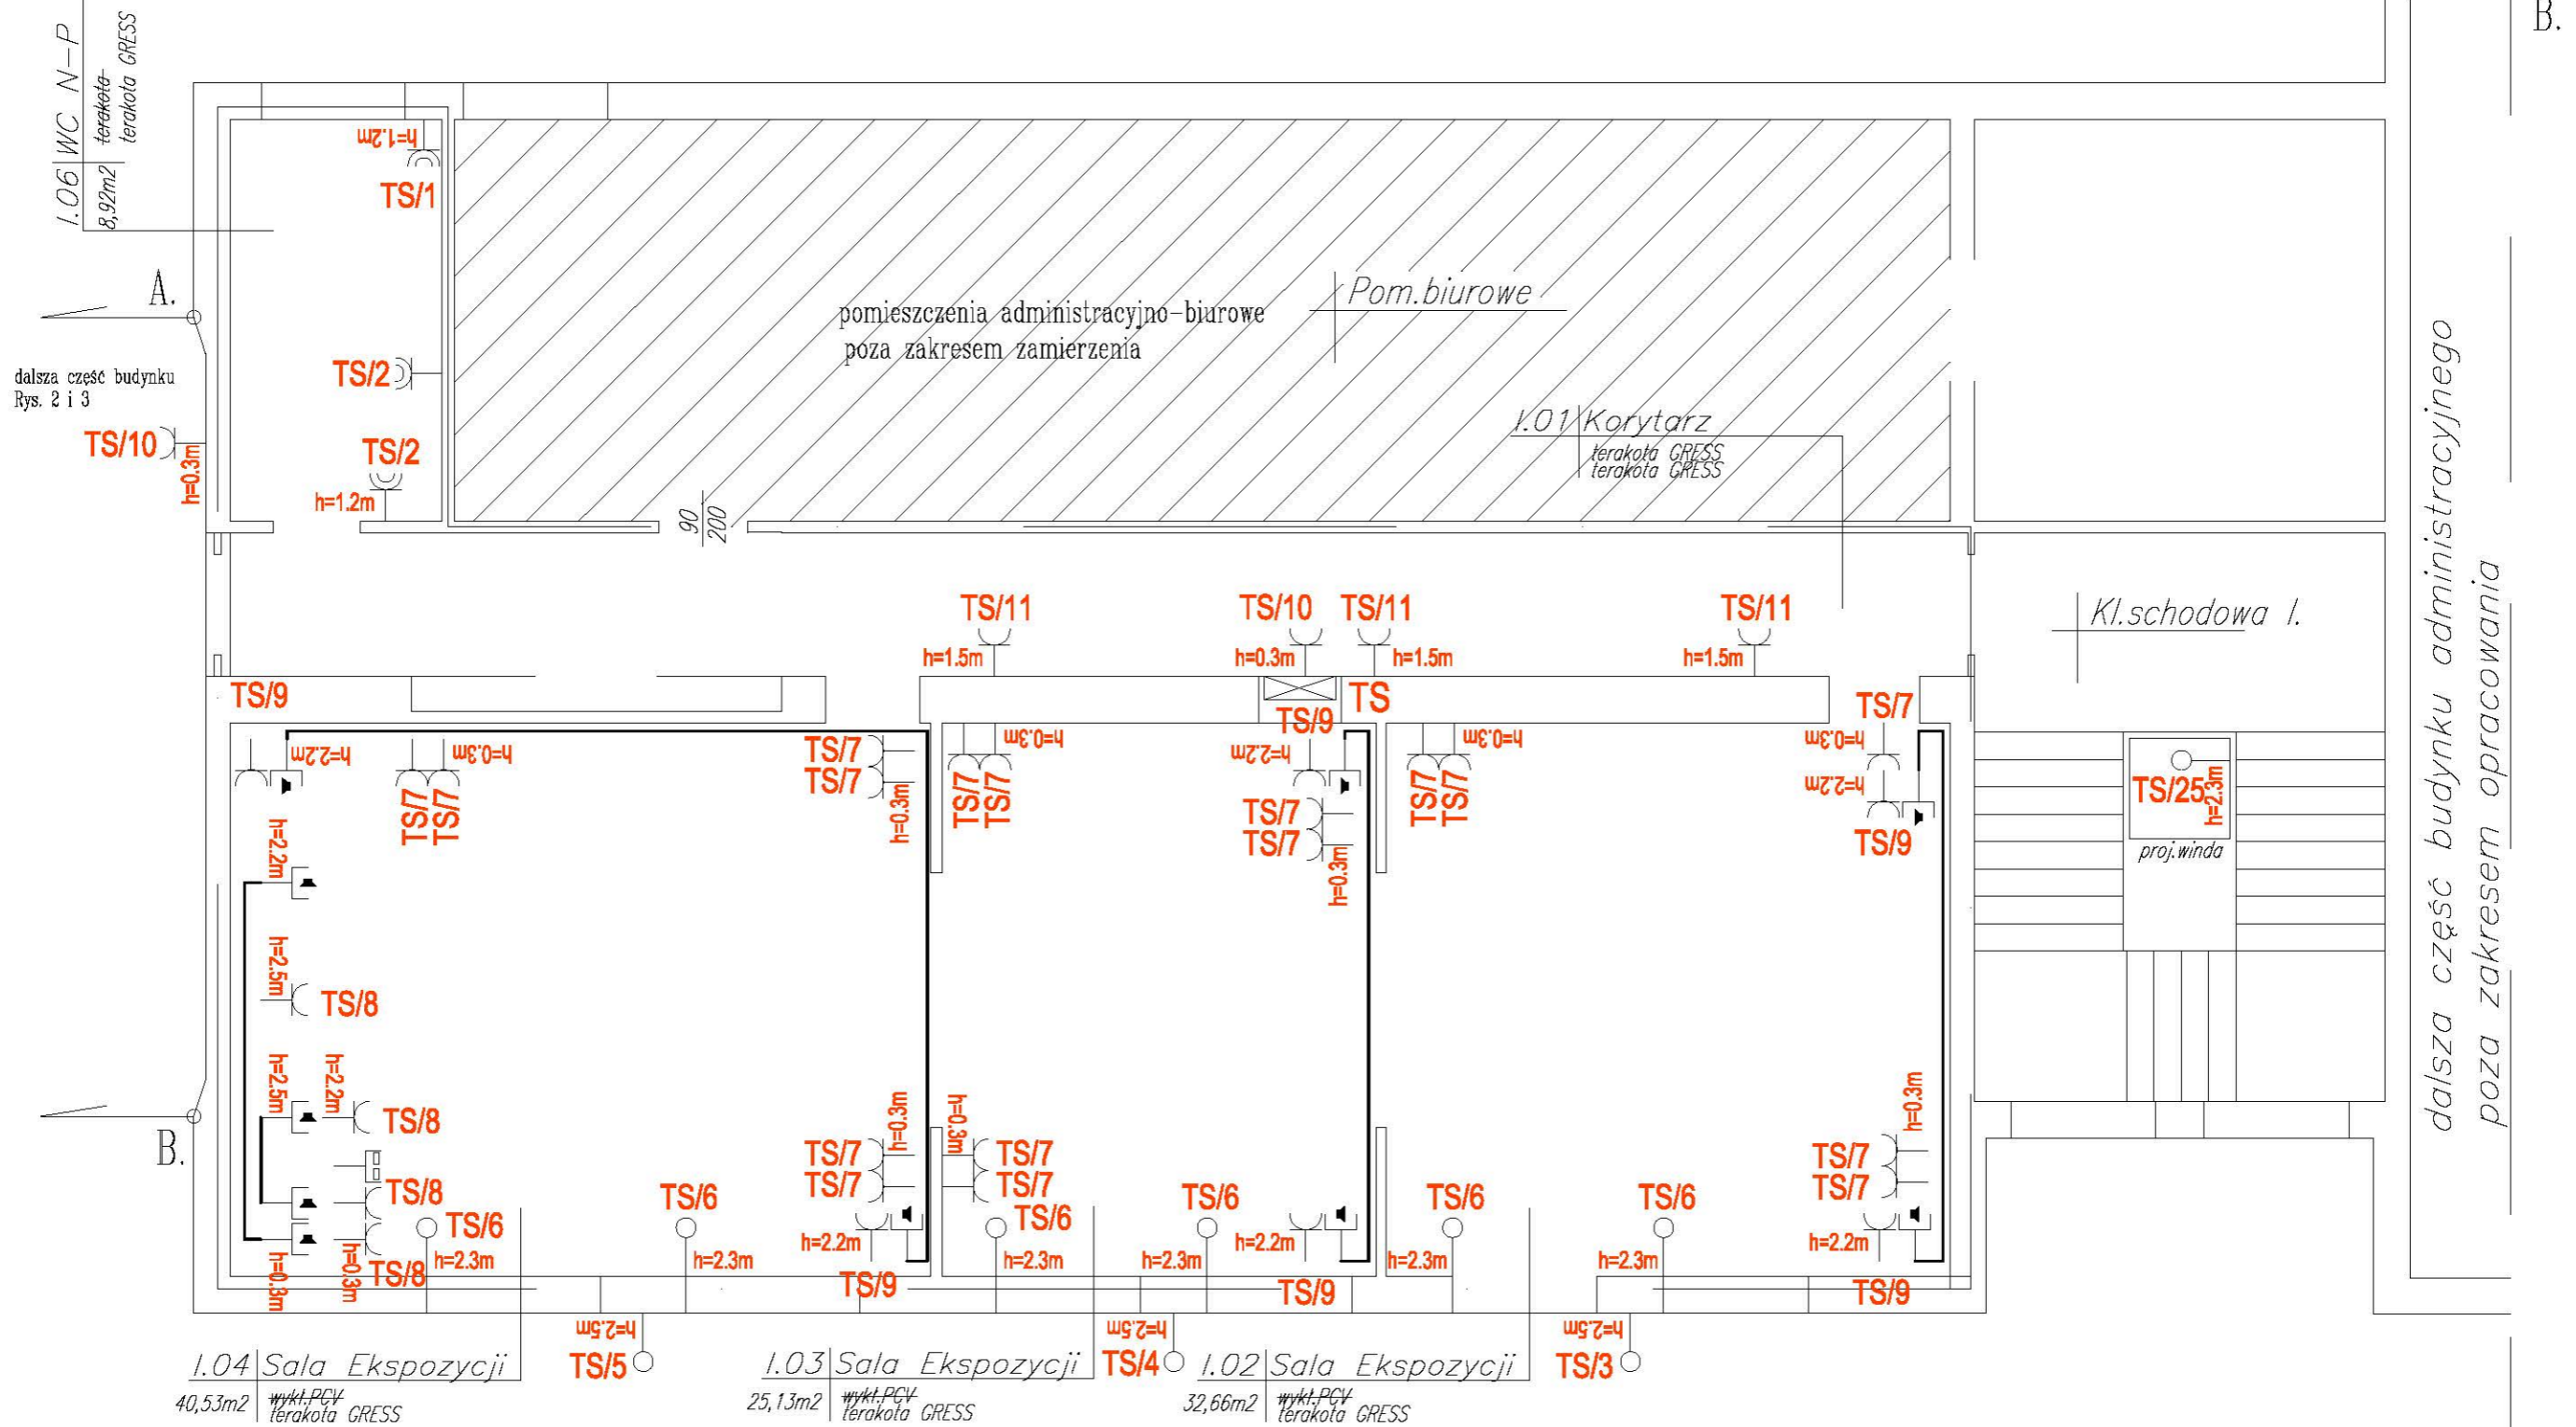 B.
1.06 WC N-P
8,92m2 terakota
terakota GRESS
h=1.2m
TS/1
A.
pomieszczenia administracyjno-biurowe
poza zakresem zamierzenia
Pom.biurowe
dalsza część budynku
Rys. 2 i 3
TS/2
TS/10
h=0.3m
TS/2
h=1.2m
1.01 Korytarz
terakota GRESS
terakota GRESS
90
200
dalsza część budynku administracyjnego
poza zakresem opracowania
TS/11
h=1.5m
TS/10
h=0.3m
TS/11
h=1.5m
TS/11
h=1.5m
Kl.schodowa 1.
TS/9
TS
TS/9
TS/7
h=2.2m
h=0.3m
TS/7
TS/7
TS/7
TS/7
h=0.3m
h=0.3m
TS/7
TS/7
h=2.2m
TS/7
TS/7
h=0.3m
h=0.3m
TS/7
TS/7
h=0.3m
h=2.2m
TS/9
TS/25
h=2.3m
proj.winda
h=2.2m
h=2.5m
TS/8
h=2.5m
h=2.2m
TS/8
h=0.3m
TS/7
TS/7
h=0.3m
TS/7
TS/7
h=0.3m
TS/7
TS/7
B.
TS/8
TS/6
TS/6
TS/6
TS/6
TS/6
TS/6
h=0.3m
h=0.3m
TS/8
h=2.3m
h=2.3m
h=2.2m
h=2.3m
h=2.3m
h=2.2m
h=2.3m
h=2.3m
h=2.2m
TS/9
TS/9
TS/9
h=2.5m
TS/5
h=2.5m
TS/4
h=2.5m
TS/3
1.04 Sala Ekspozycji
40,53m2 wykł.PCV
terakota GRESS
1.03 Sala Ekspozycji
25,13m2 wykł.PCV
terakota GRESS
1.02 Sala Ekspozycji
32,66m2 wykł.PCV
terakota GRESS